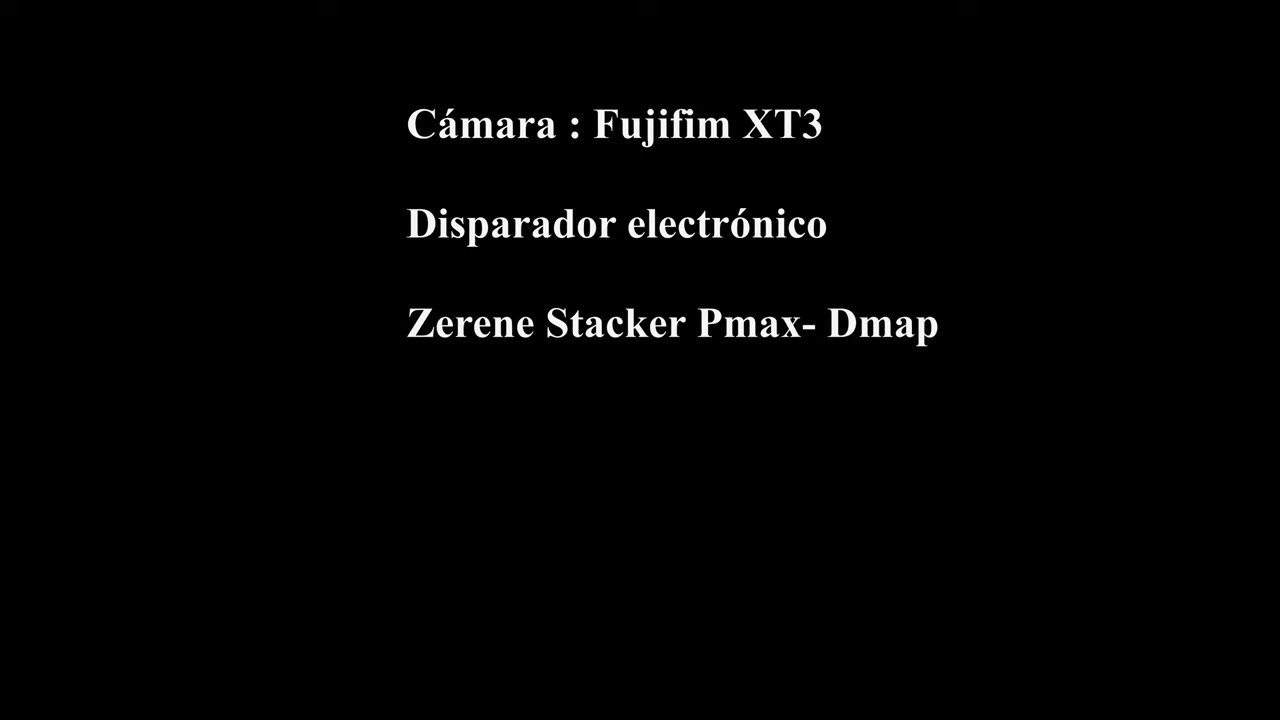 Cámara : Fujifim XT3
Disparador electrónico
Zerene Stacker Pmax- Dmap